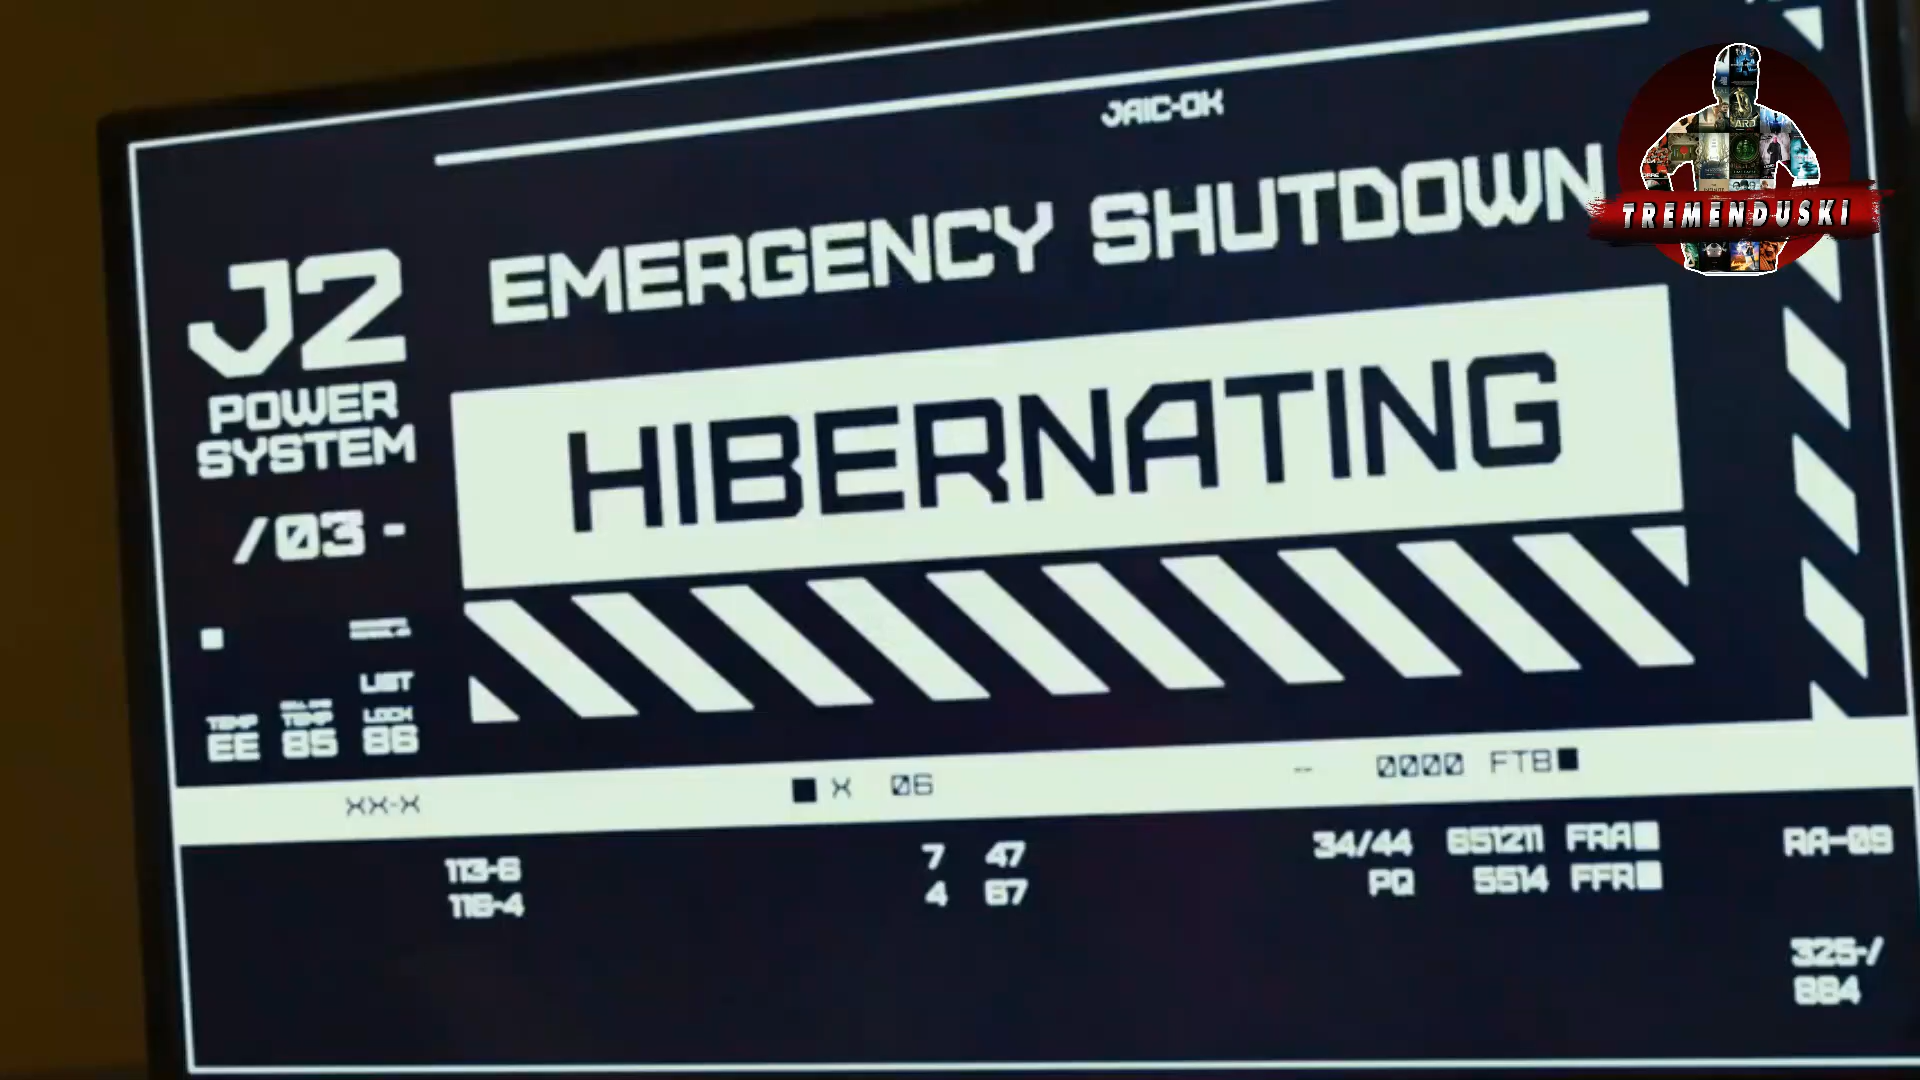 JAIC-OK
EMERGENCY SHUTDOWN
J2
POWER
SYSTEM
/03 -
HIBERNATING
LIST
TEMP TEMP LOCK
EE 85 86
XX-X X 06 -- 0000 FTB
113-6 7 47 34/44 651211 FRA RA-09
116-4 4 67 PQ 5514 FFR
325-/
884
TREMENDUSKI